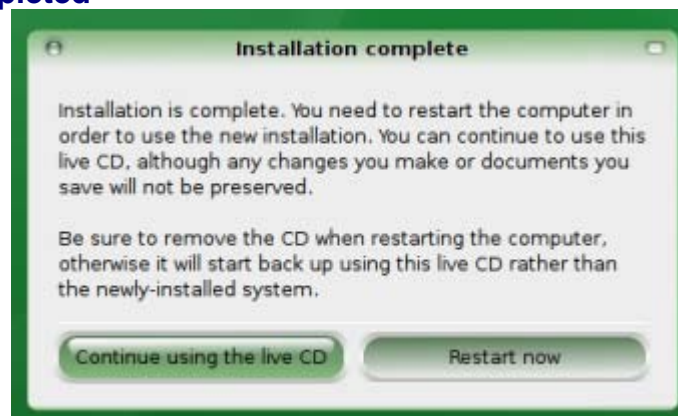 Installation complete
Installation is complete. You need to restart the computer in
order to use the new installation. You can continue to use this
live CD, although any changes you make or documents you
save will not be preserved.
Be sure to remove the CD when restarting the computer,
otherwise it will start back up using this live CD rather than
the newly-installed system.
Continue using the live CD
Restart now